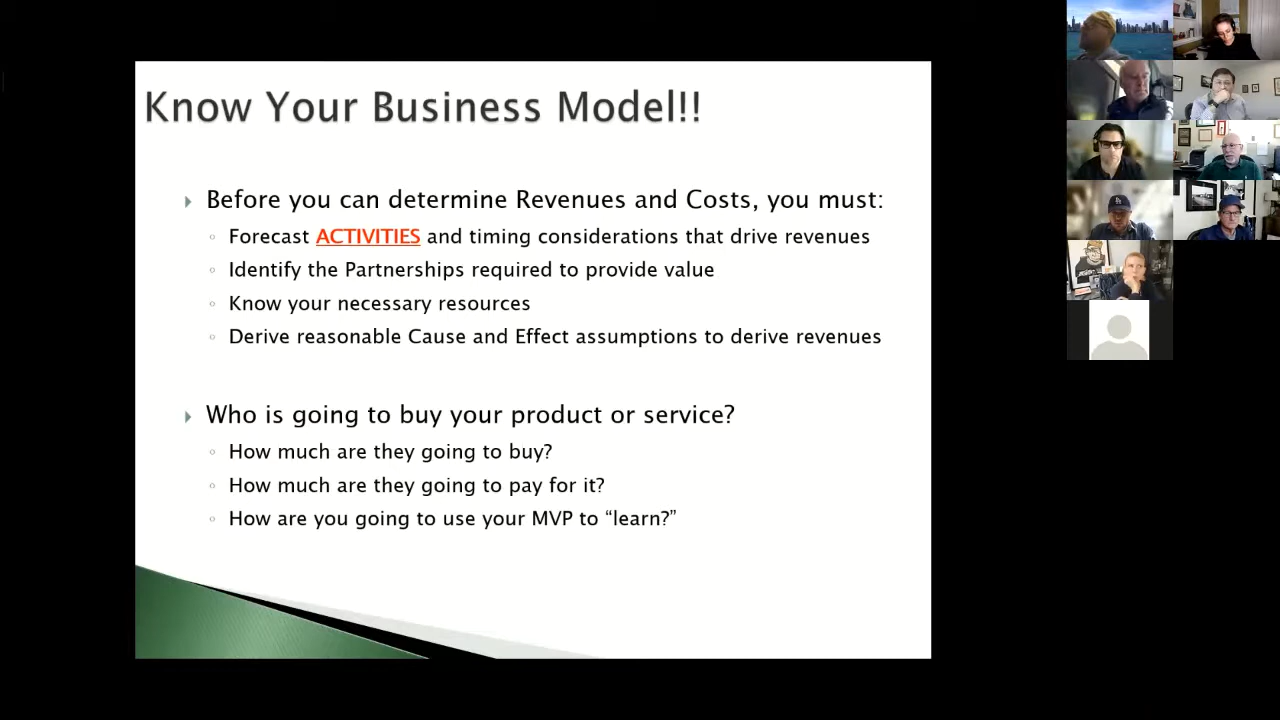 Know Your Business Model!!
Before you can determine Revenues and Costs, you must:
Forecast ACTIVITIES and timing considerations that drive revenues
Identify the Partnerships required to provide value
Know your necessary resources
Derive reasonable Cause and Effect assumptions to derive revenues
Who is going to buy your product or service?
How much are they going to buy?
How much are they going to pay for it?
How are you going to use your MVP to “learn?”